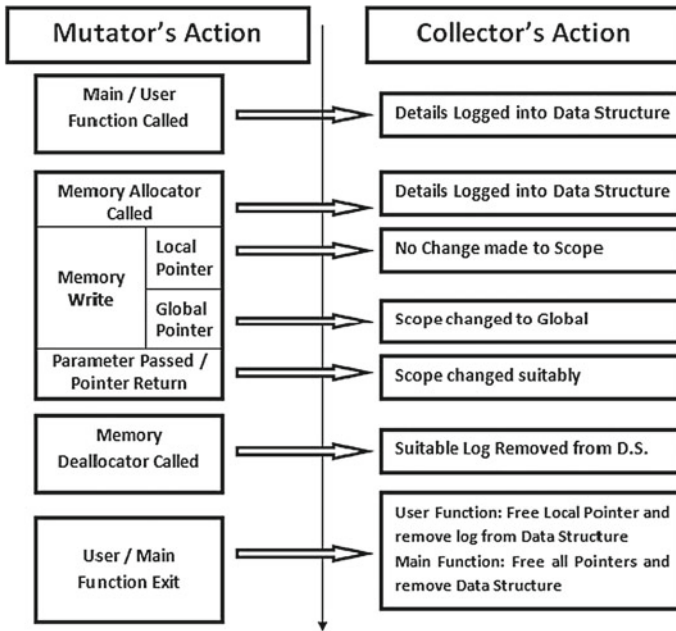 Mutator's Action
Collector's Action
Main / User
Function Called
Details Logged into Data Structure
Memory Allocator
Called
Details Logged into Data Structure
Memory
Write
Local
Pointer
No Change made to Scope
Global
Pointer
Scope changed to Global
Parameter Passed /
Pointer Return
Scope changed suitably
Memory
Deallocator Called
Suitable Log Removed from D.S.
User / Main
Function Exit
User Function: Free Local Pointer and
remove log from Data Structure
Main Function: Free all Pointers and
remove Data Structure